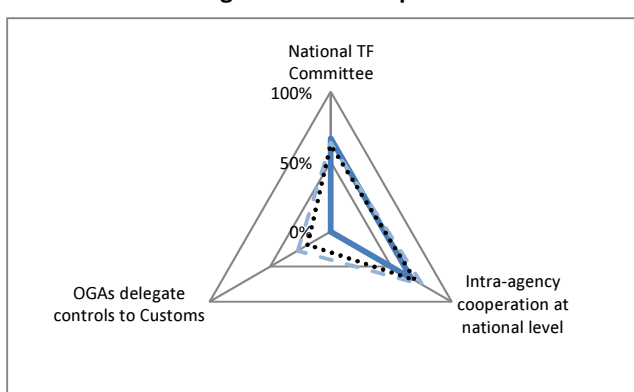 National TF
Committee
100%
50%
0%
OGAs delegate
controls to Customs
Intra-agency
cooperation at
national level